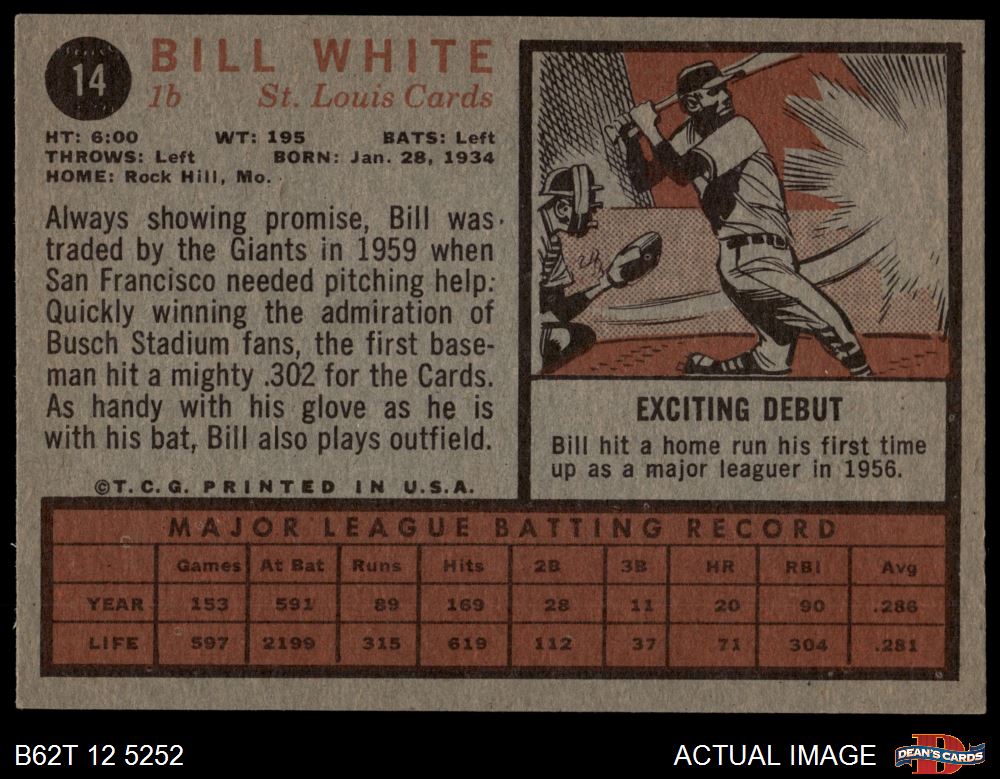 14
BILL WHITE
1b St. Louis Cards
HT: 6:00 WT: 195 BATS: Left
THROWS: Left BORN: Jan. 28, 1934
HOME: Rock Hill, Mo.
Always showing promise, Bill was
traded by the Giants in 1959 when
San Francisco needed pitching help.
Quickly winning the admiration of
Busch Stadium fans, the first base-
man hit a mighty .302 for the Cards.
As handy with his glove as he is
with his bat, Bill also plays outfield.
©T.C.G. PRINTED IN U.S.A.
EXCITING DEBUT
Bill hit a home run his first time
up as a major leaguer in 1956.
MAJOR LEAGUE BATTING RECORD
Games At Bat Runs Hits 2B 3B HR RBI Avg
YEAR 153 591 89 169 28 11 20 90 .286
LIFE 597 2199 315 619 112 37 71 304 .281
B62T 12 5252 ACTUAL IMAGE DEAN'S CARDS